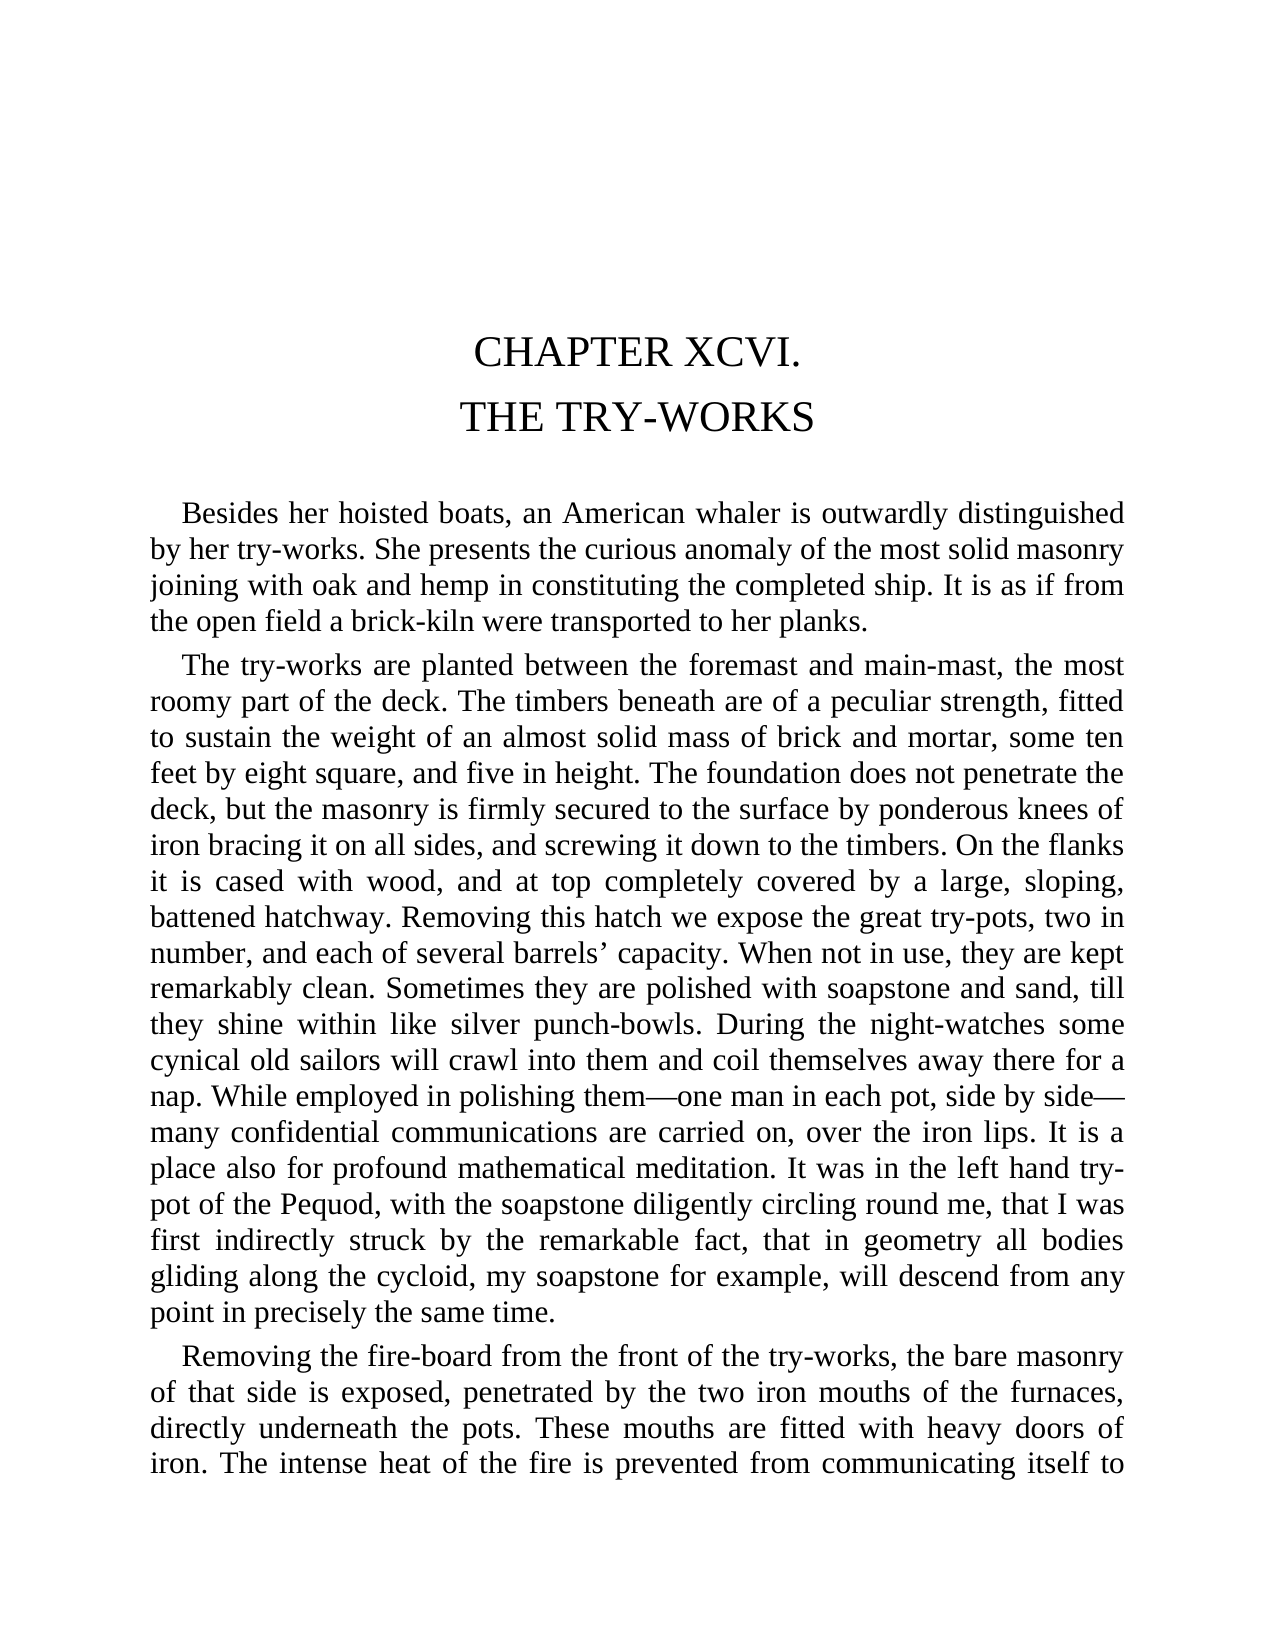 CHAPTER XCVI.
THE TRY-WORKS
Besides her hoisted boats, an American whaler is outwardly distinguished
by her try-works. She presents the curious anomaly of the most solid masonry
joining with oak and hemp in constituting the completed ship. It is as if from
the open field a brick-kiln were transported to her planks.
The try-works are planted between the foremast and main-mast, the most
roomy part of the deck. The timbers beneath are of a peculiar strength, fitted
to sustain the weight of an almost solid mass of brick and mortar, some ten
feet by eight square, and five in height. The foundation does not penetrate the
deck, but the masonry is firmly secured to the surface by ponderous knees of
iron bracing it on all sides, and screwing it down to the timbers. On the flanks
it is cased with wood, and at top completely covered by a large, sloping,
battened hatchway. Removing this hatch we expose the great try-pots, two in
number, and each of several barrels’ capacity. When not in use, they are kept
remarkably clean. Sometimes they are polished with soapstone and sand, till
they shine within like silver punch-bowls. During the night-watches some
cynical old sailors will crawl into them and coil themselves away there for a
nap. While employed in polishing them—one man in each pot, side by side—
many confidential communications are carried on, over the iron lips. It is a
place also for profound mathematical meditation. It was in the left hand try-
pot of the Pequod, with the soapstone diligently circling round me, that I was
first indirectly struck by the remarkable fact, that in geometry all bodies
gliding along the cycloid, my soapstone for example, will descend from any
point in precisely the same time.
Removing the fire-board from the front of the try-works, the bare masonry
of that side is exposed, penetrated by the two iron mouths of the furnaces,
directly underneath the pots. These mouths are fitted with heavy doors of
iron. The intense heat of the fire is prevented from communicating itself to